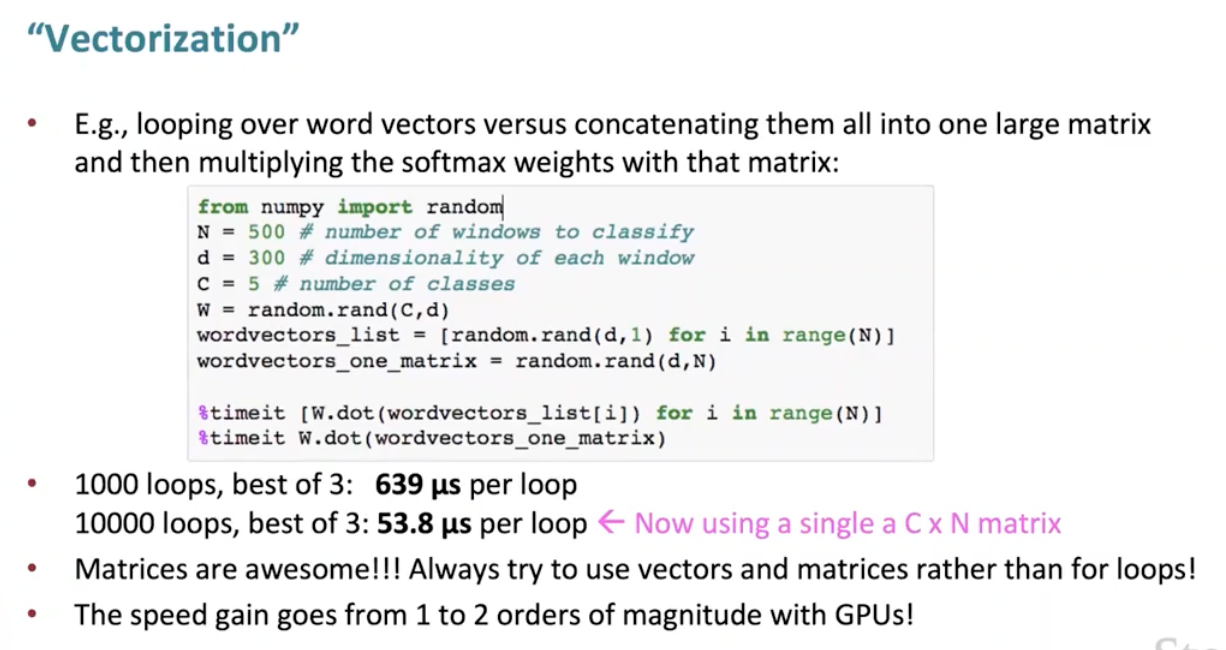 “Vectorization”
• E.g., looping over word vectors versus concatenating them all into one large matrix
and then multiplying the softmax weights with that matrix:
from numpy import random
N = 500 # number of windows to classify
d = 300 # dimensionality of each window
C = 5 # number of classes
W = random.rand(C,d)
wordvectors_list = [random.rand(d,1) for i in range(N)]
wordvectors_one_matrix = random.rand(d,N)
%timeit [W.dot(wordvectors_list[i]) for i in range(N)]
%timeit W.dot(wordvectors_one_matrix)
• 1000 loops, best of 3: 639 µs per loop
10000 loops, best of 3: 53.8 µs per loop ← Now using a single a C x N matrix
• Matrices are awesome!!! Always try to use vectors and matrices rather than for loops!
• The speed gain goes from 1 to 2 orders of magnitude with GPUs!